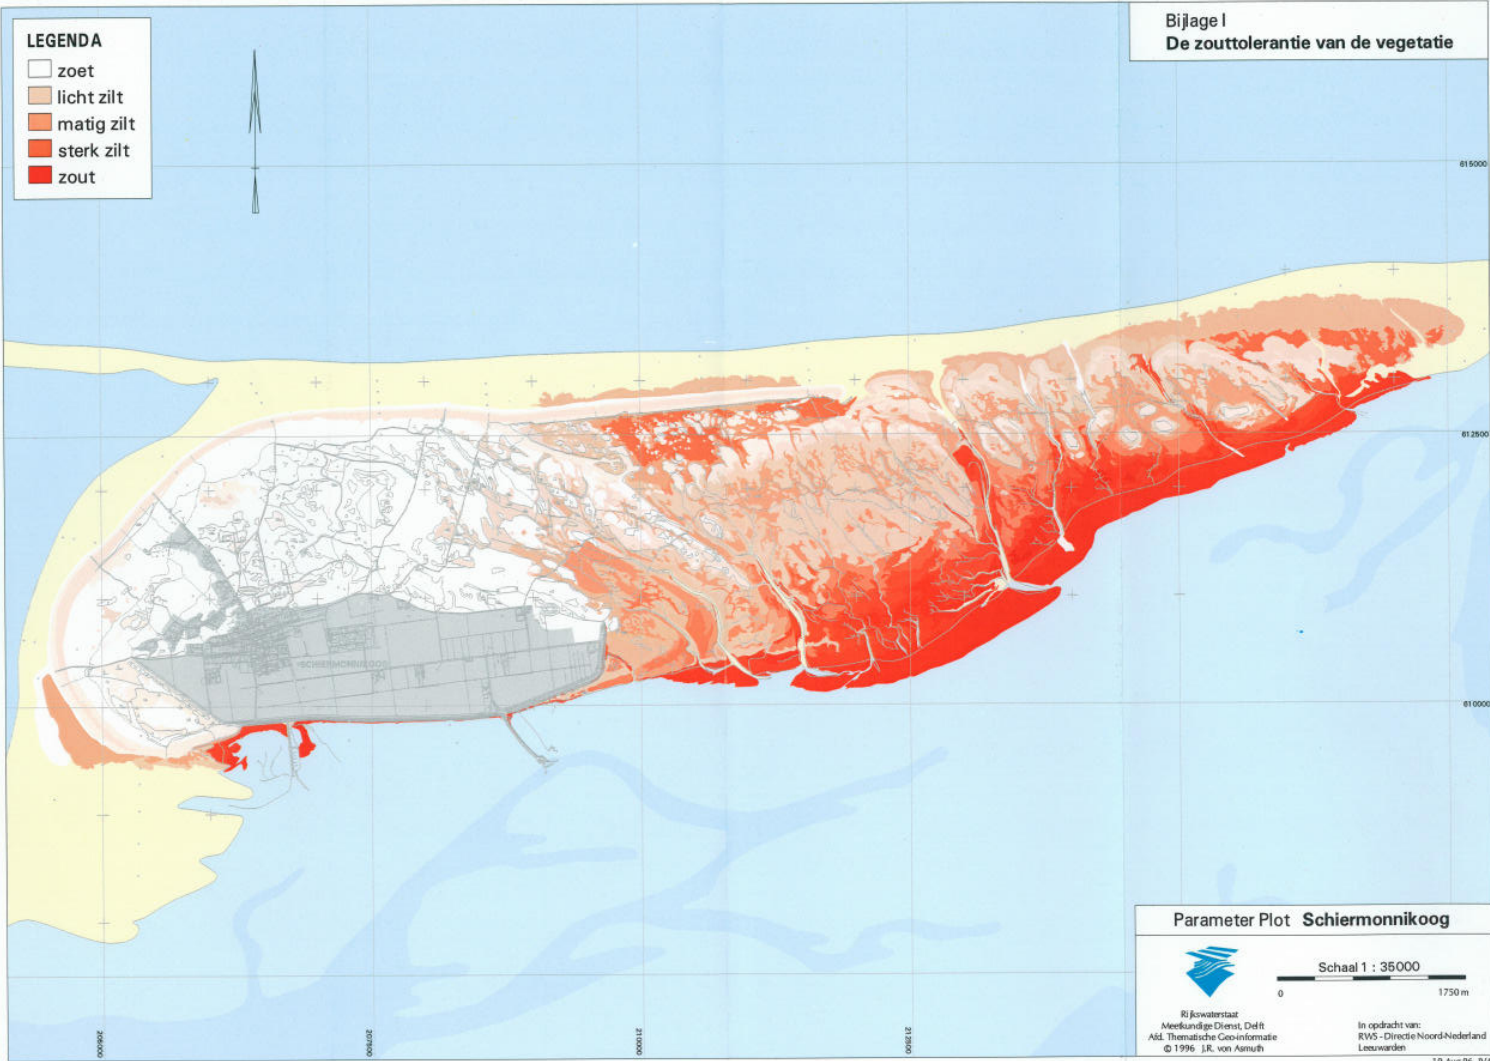 LEGENDA
zoet
licht zilt
matig zilt
sterk zilt
zout
Bijlage I
De zouttolerantie van de vegetatie
615000
612500
610000
SCHIERMONNIKOOG
205000
207500
210000
212500
Parameter Plot Schiermonnikoog
Schaal 1 : 35000
0 1750 m
Rijkswaterstaat
Meetkundige Dienst, Delft
Afd. Thematische Geo-informatie
© 1996 J.R. von Asmuth
In opdracht van:
RWS - Directie Noord-Nederland
Leeuwarden